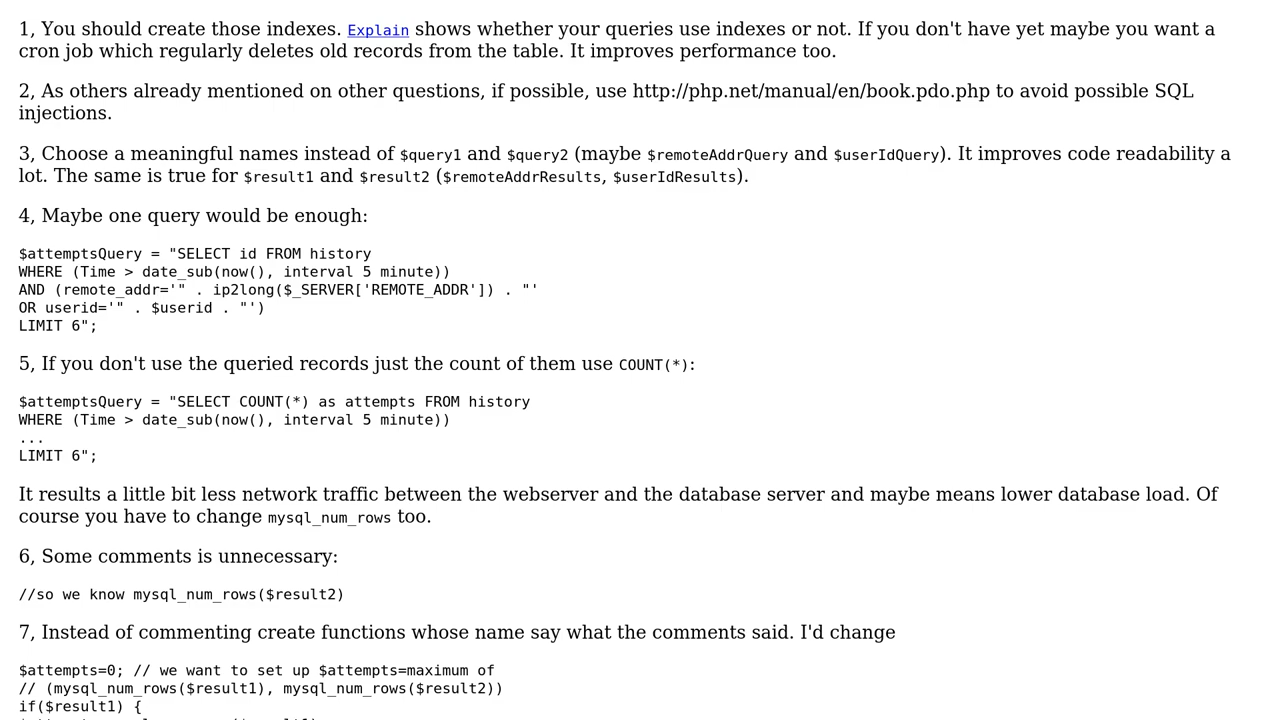 1, You should create those indexes. Explain shows whether your queries use indexes or not. If you don't have yet maybe you want a
cron job which regularly deletes old records from the table. It improves performance too.
2, As others already mentioned on other questions, if possible, use http://php.net/manual/en/book.pdo.php to avoid possible SQL
injections.
3, Choose a meaningful names instead of $query1 and $query2 (maybe $remoteAddrQuery and $userIdQuery). It improves code readability a
lot. The same is true for $result1 and $result2 ($remoteAddrResults, $userIdResults).
4, Maybe one query would be enough:
$attemptsQuery = "SELECT id FROM history
WHERE (Time > date_sub(now(), interval 5 minute))
AND (remote_addr='" . ip2long($_SERVER['REMOTE_ADDR']) . "'
OR userid='" . $userid . "')
LIMIT 6";
5, If you don't use the queried records just the count of them use COUNT(*):
$attemptsQuery = "SELECT COUNT(*) as attempts FROM history
WHERE (Time > date_sub(now(), interval 5 minute))
...
LIMIT 6";
It results a little bit less network traffic between the webserver and the database server and maybe means lower database load. Of
course you have to change mysql_num_rows too.
6, Some comments is unnecessary:
//so we know mysql_num_rows($result2)
7, Instead of commenting create functions whose name say what the comments said. I'd change
$attempts=0; // we want to set up $attempts=maximum of
// (mysql_num_rows($result1), mysql_num_rows($result2))
if($result1) {